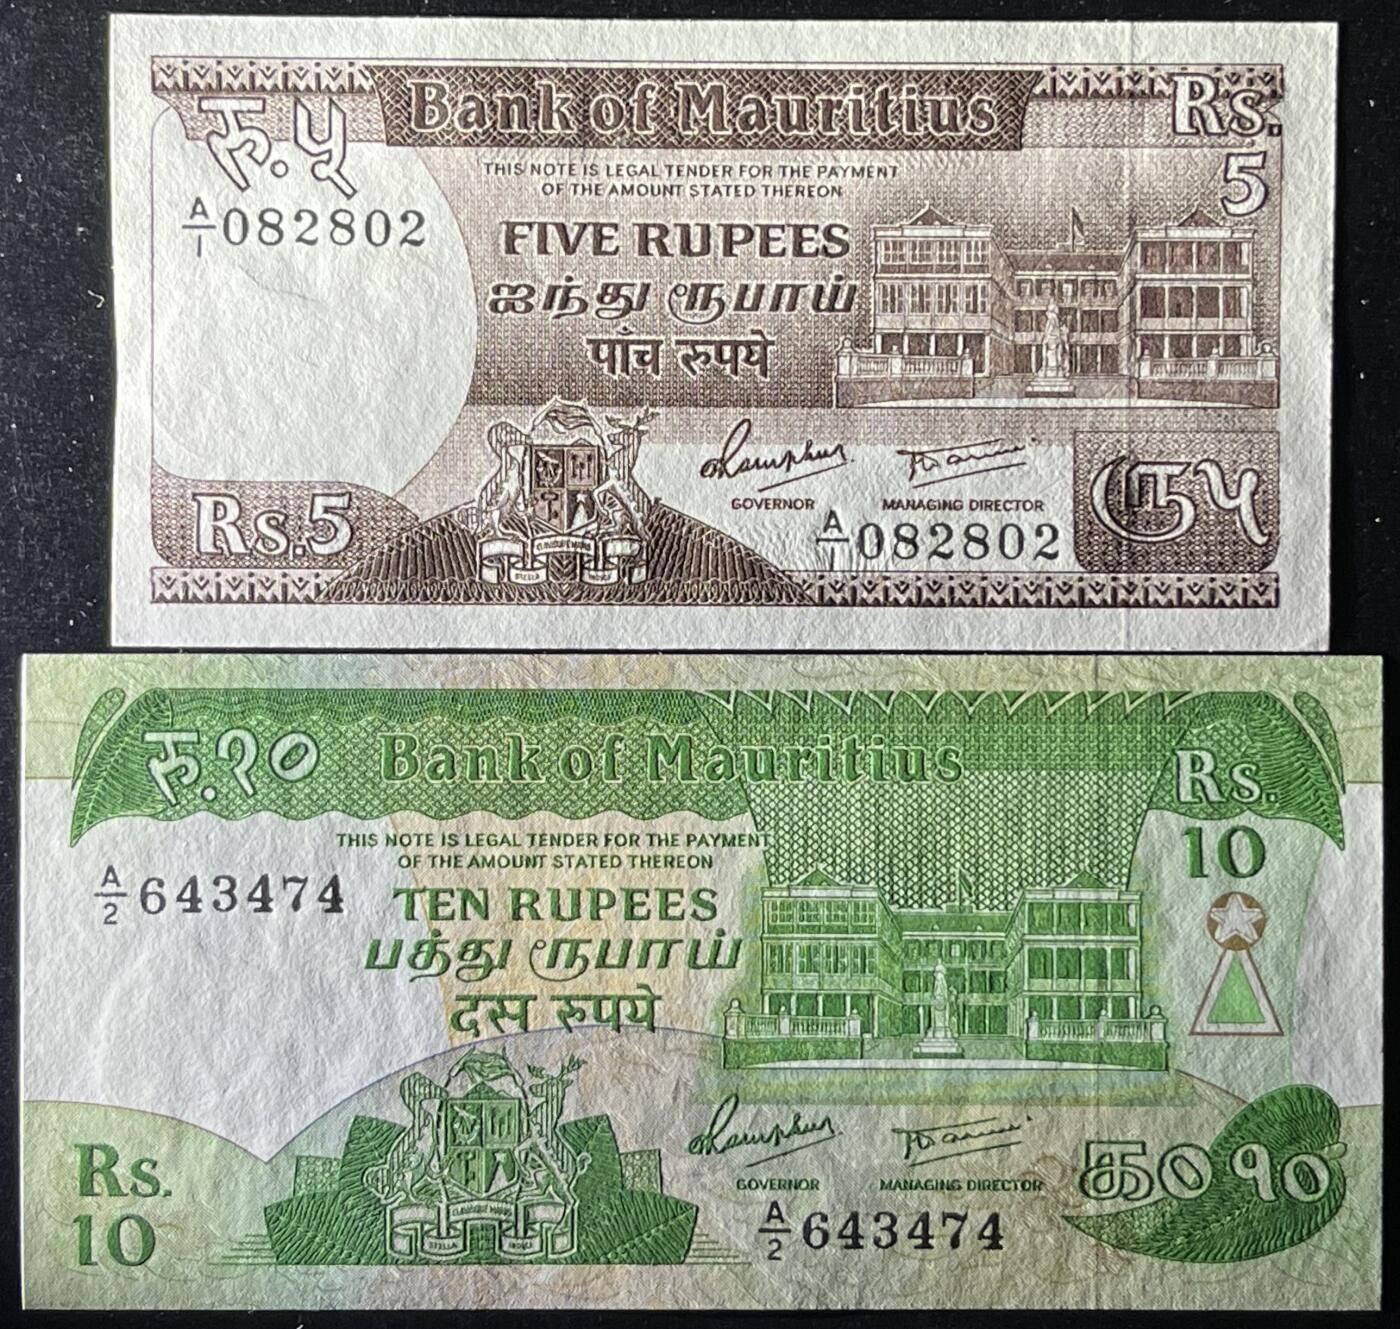 Bank of Mauritius
रु.५
Rs.
5
THIS NOTE IS LEGAL TENDER FOR THE PAYMENT
OF THE AMOUNT STATED THEREON
A/1 082802
FIVE RUPEES
ஐந்து ரூபாய்
पाँच रुपये
GOVERNOR
MANAGING DIRECTOR
Rs.5
A/1 082802
STELLA
Bank of Mauritius
रु.१०
Rs.
10
THIS NOTE IS LEGAL TENDER FOR THE PAYMENT
OF THE AMOUNT STATED THEREON
A/2 643474
TEN RUPEES
பத்து ரூபாய்
दस रुपये
GOVERNOR
MANAGING DIRECTOR
Rs.
10
A/2 643474
STELLA